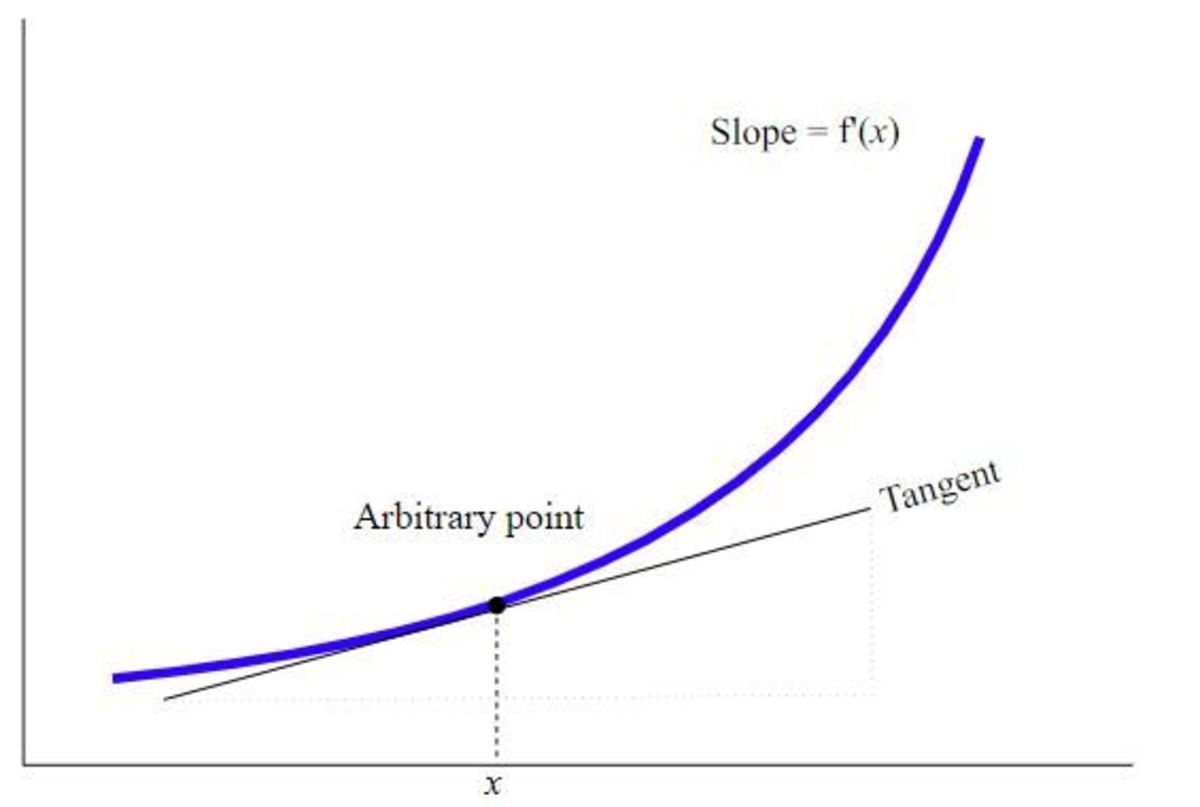 Slope = f'(x)
Tangent
Arbitrary point
x